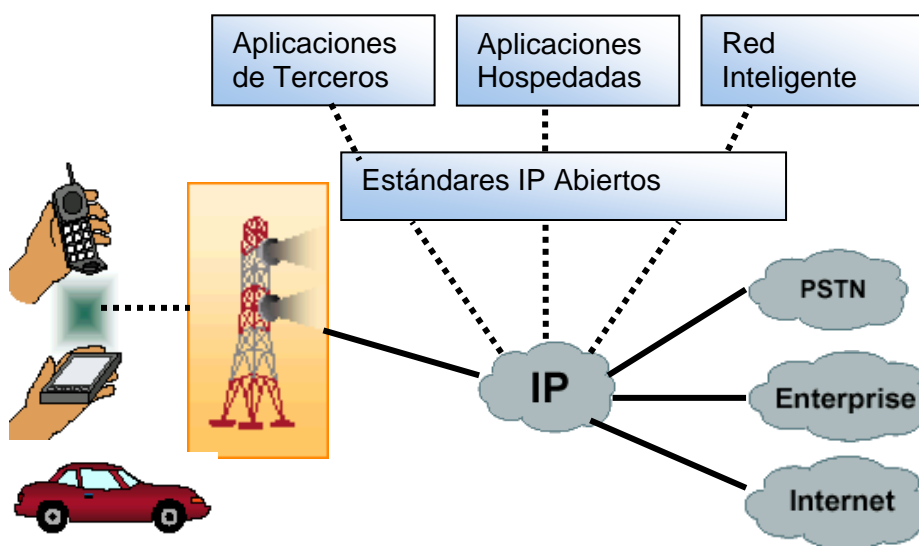 Aplicaciones
de Terceros
Aplicaciones
Hospedadas
Red
Inteligente
Estándares IP Abiertos
PSTN
IP
Enterprise
Internet